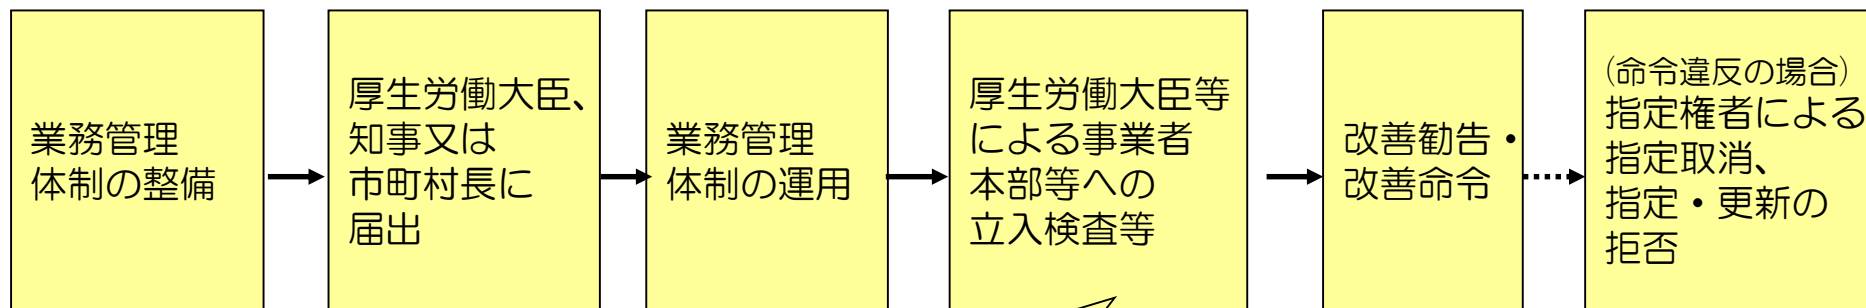 業務管理
体制の整備
厚生労働大臣、
知事又は
市町村長に
届出
業務管理
体制の運用
厚生労働大臣等
による事業者
本部等への
立入検査等
改善勧告・
改善命令
(命令違反の場合)
指定権者による
指定取消、
指定・更新の
拒否